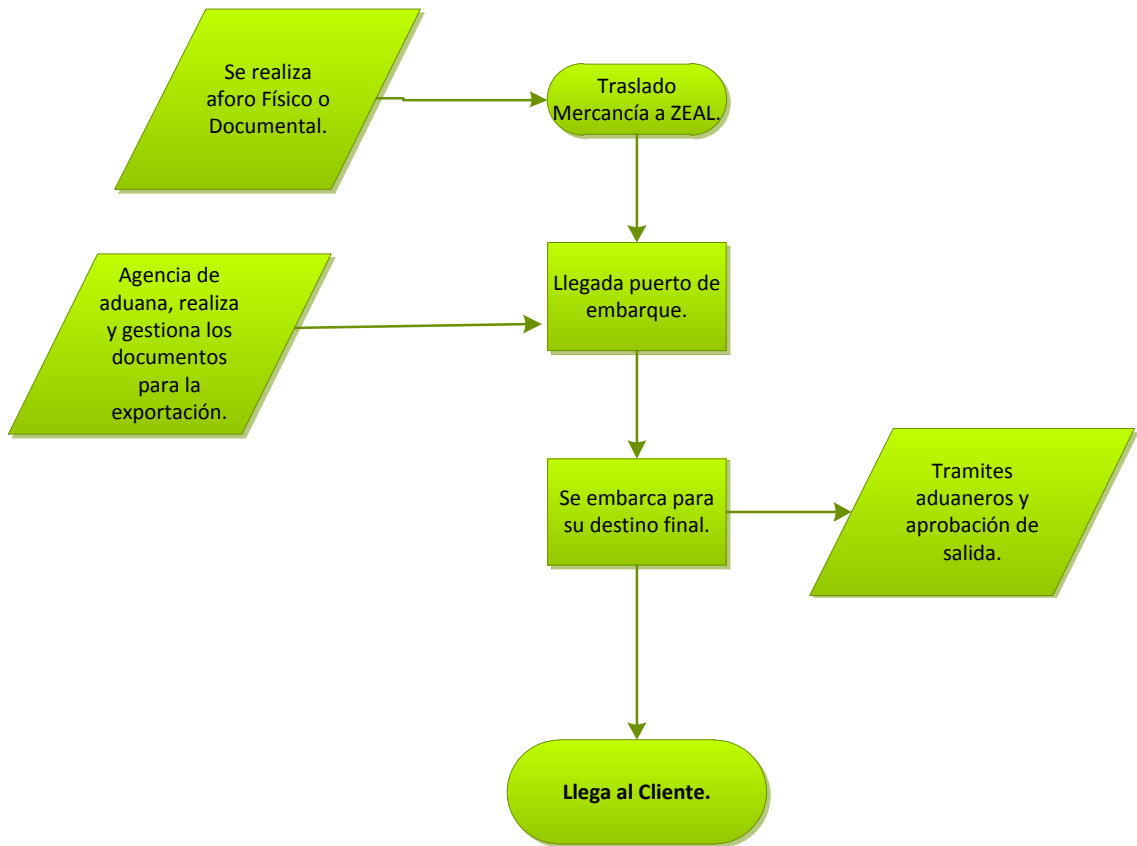 Se realiza
aforo Físico o
Documental.
Traslado
Mercancía a ZEAL.
Agencia de
aduana, realiza
y gestiona los
documentos
para la
exportación.
Llegada puerto de
embarque.
Se embarca para
su destino final.
Tramites
aduaneros y
aprobación de
salida.
Llega al Cliente.